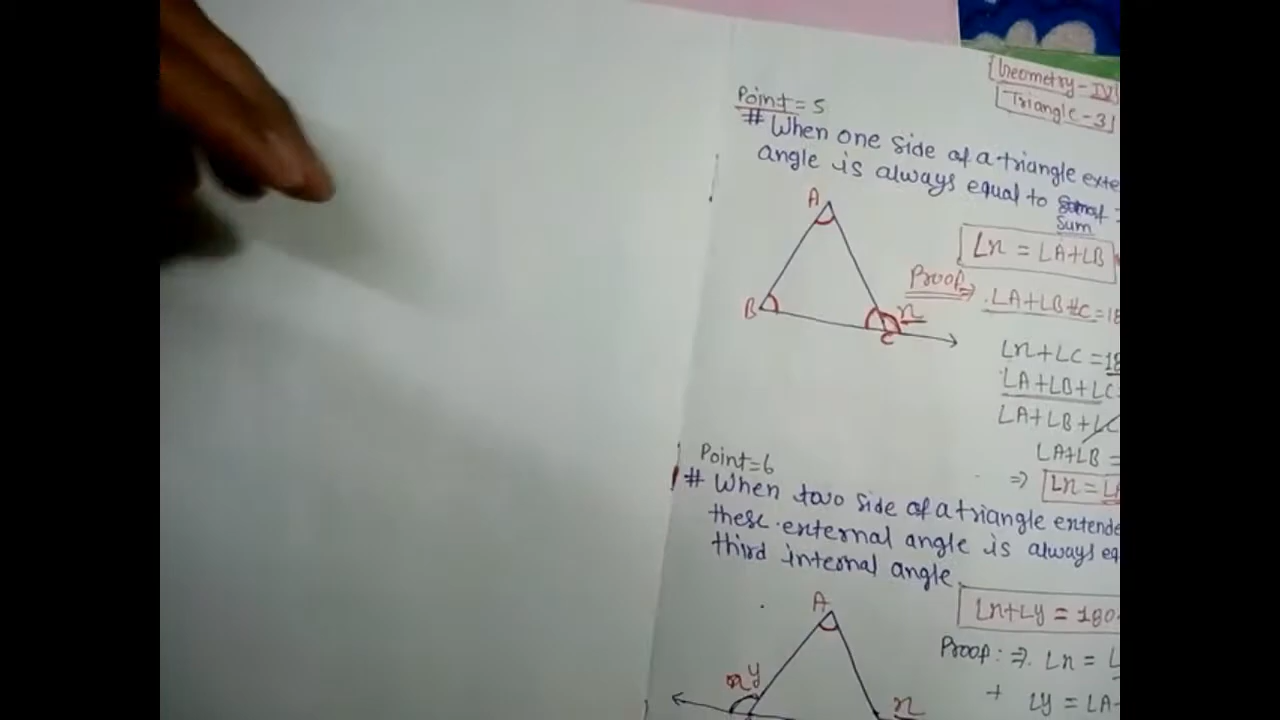 Geometry-IV
Triangle-3
Point=5
# When one side of a triangle exte
angle is always equal to
Sum
A
∟x = ∟A+∟B
Proof ⇒
∟A+∟B+∟C=18
B
x
C
∟x+∟C=18
∟A+∟B+∟C
∟A+∟B+∟C
∟A+∟B =
⇒ ∟x=∟A
Point=6
# When two side of a triangle extende
these external angle is always eq
third internal angle
A
∟x+∟y = 180
Proof:⇒ ∟x = ∟
+ ∟y = ∟A+
y
x